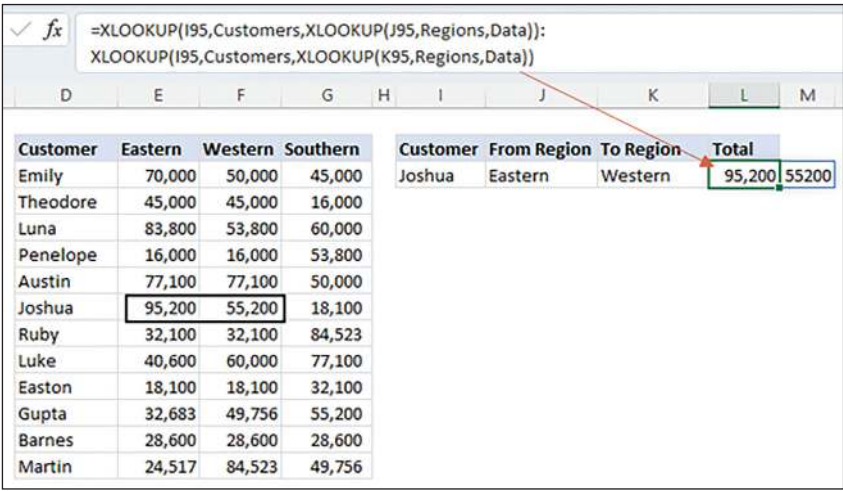 fx =XLOOKUP(I95,Customers,XLOOKUP(J95,Regions,Data)):
XLOOKUP(I95,Customers,XLOOKUP(K95,Regions,Data))
D E F G H I J K L M
Customer Eastern Western Southern Customer From Region To Region Total
Emily 70,000 50,000 45,000 Joshua Eastern Western 95,200 55200
Theodore 45,000 45,000 16,000
Luna 83,800 53,800 60,000
Penelope 16,000 16,000 53,800
Austin 77,100 77,100 50,000
Joshua 95,200 55,200 18,100
Ruby 32,100 32,100 84,523
Luke 40,600 60,000 77,100
Easton 18,100 18,100 32,100
Gupta 32,683 49,756 55,200
Barnes 28,600 28,600 28,600
Martin 24,517 84,523 49,756